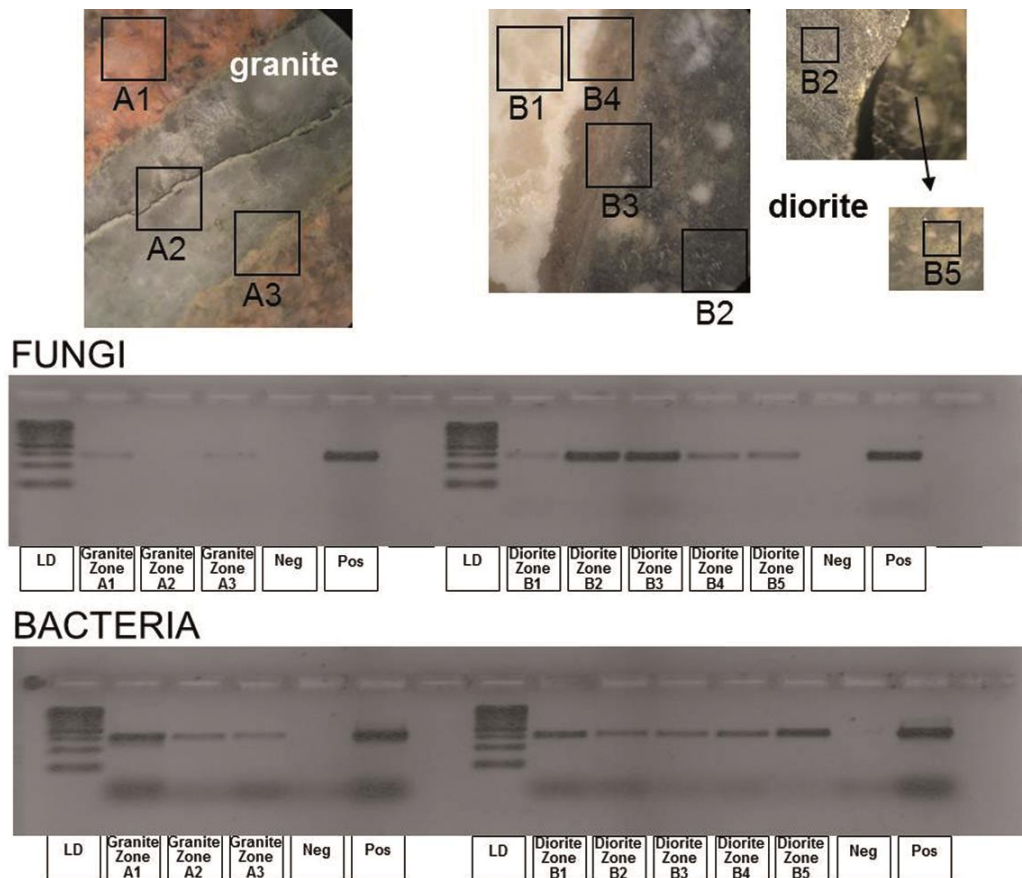 granite
A1
A2
A3
B1
B4
B3
B2
B2
diorite
B5
FUNGI
LD
Granite
Zone
A1
Granite
Zone
A2
Granite
Zone
A3
Neg
Pos
LD
Diorite
Zone
B1
Diorite
Zone
B2
Diorite
Zone
B3
Diorite
Zone
B4
Diorite
Zone
B5
Neg
Pos
BACTERIA
LD
Granite
Zone
A1
Granite
Zone
A2
Granite
Zone
A3
Neg
Pos
LD
Diorite
Zone
B1
Diorite
Zone
B2
Diorite
Zone
B3
Diorite
Zone
B4
Diorite
Zone
B5
Neg
Pos